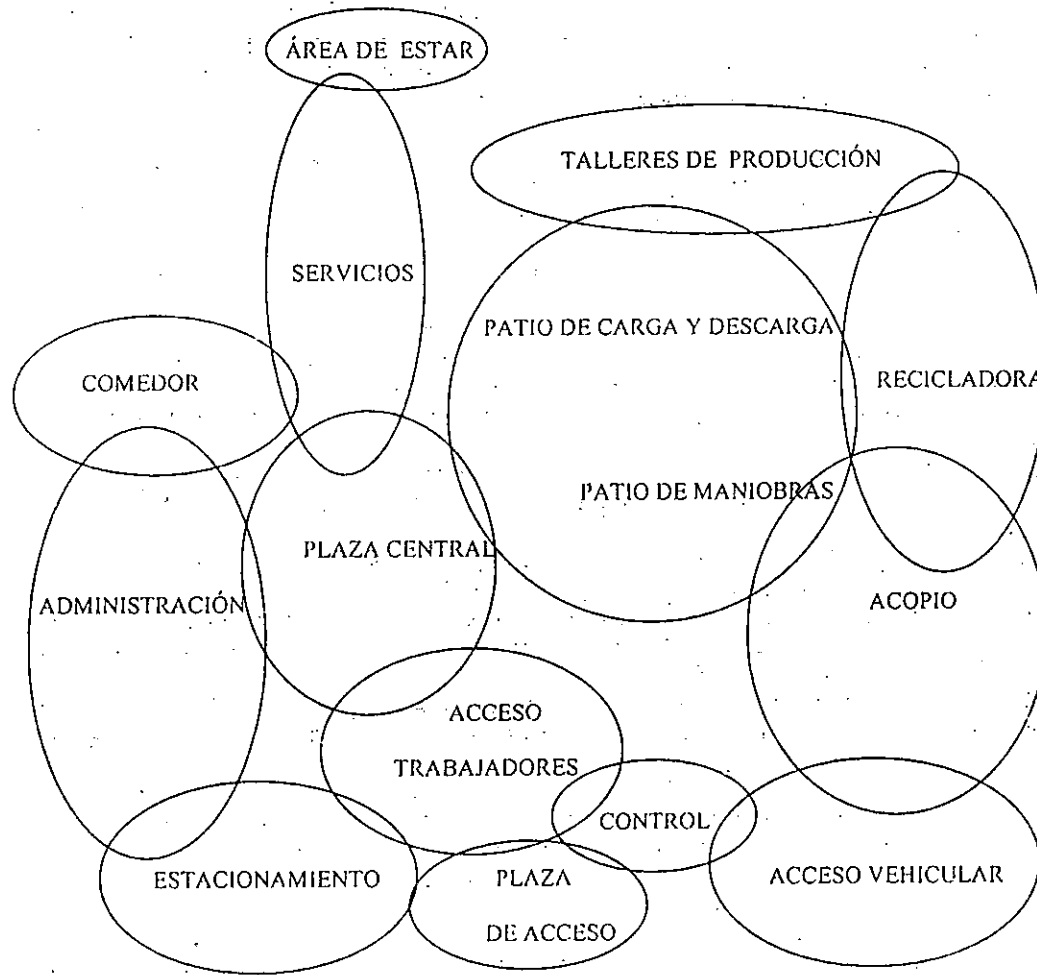 ÁREA DE ESTAR
TALLERES DE PRODUCCIÓN
SERVICIOS
PATIO DE CARGA Y DESCARGA
COMEDOR
RECICLADORA
PATIO DE MANIOBRAS
PLAZA CENTRAL
ADMINISTRACIÓN
ACOPIO
ACCESO
TRABAJADORES
CONTROL
ESTACIONAMIENTO
PLAZA
DE ACCESO
ACCESO VEHICULAR